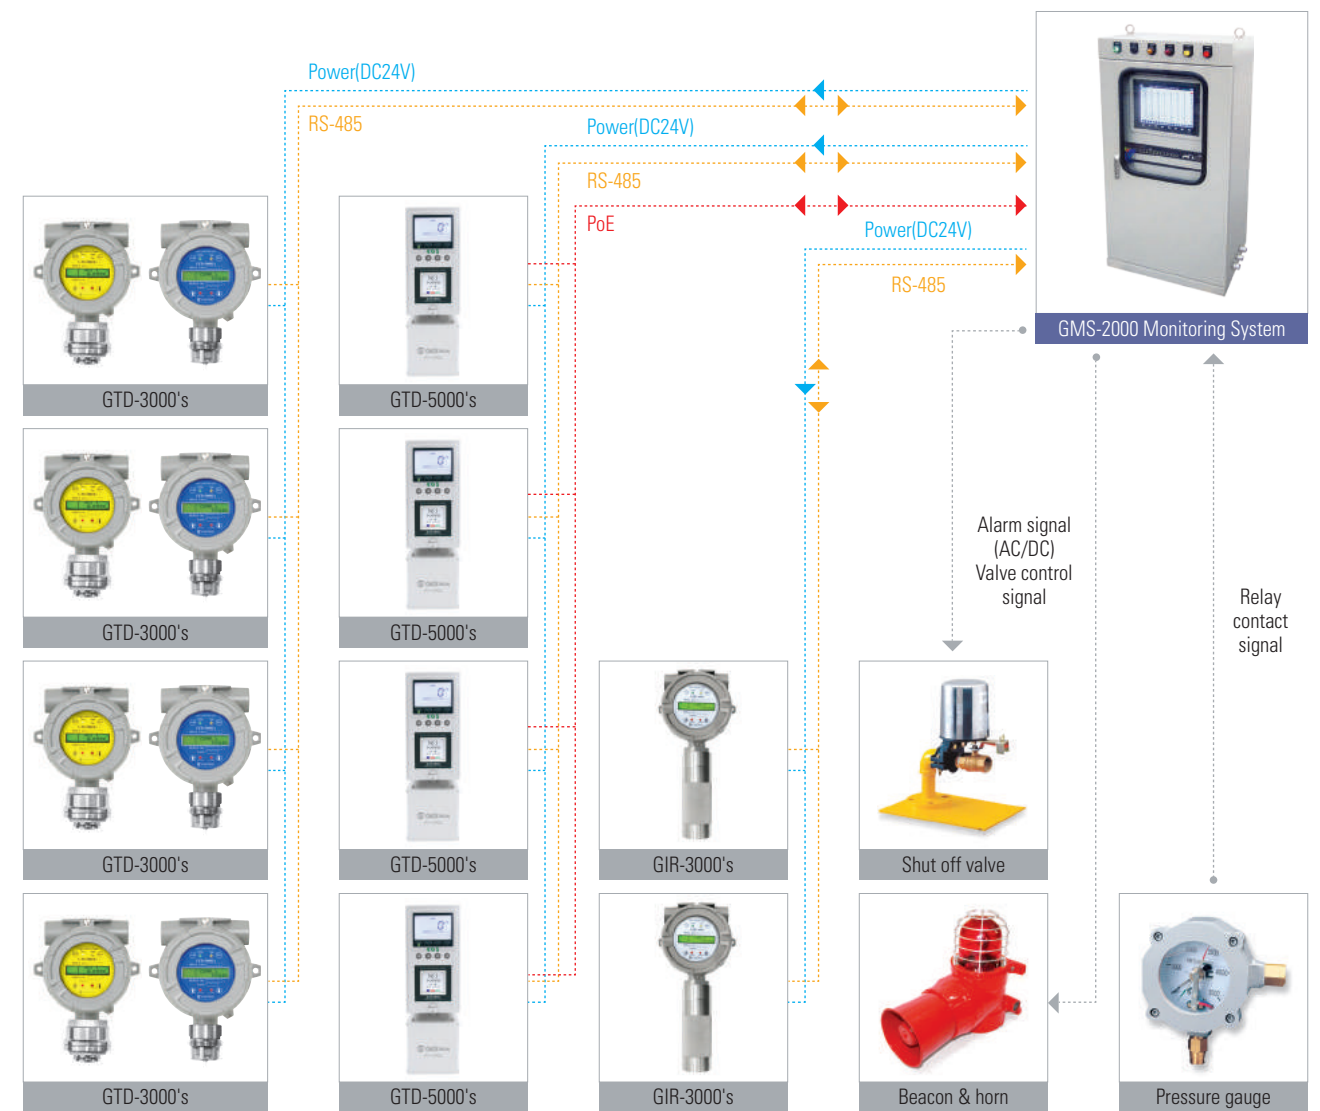 Power(DC24V)
RS-485
Power(DC24V)
RS-485
PoE
Power(DC24V)
RS-485
GMS-2000 Monitoring System
GTD-3000's
GTD-5000's
Alarm signal
(AC/DC)
Valve control
signal
Relay
contact
signal
GTD-3000's
GTD-5000's
GTD-3000's
GTD-5000's
GIR-3000's
Shut off valve
GTD-3000's
GTD-5000's
GIR-3000's
Beacon & horn
Pressure gauge